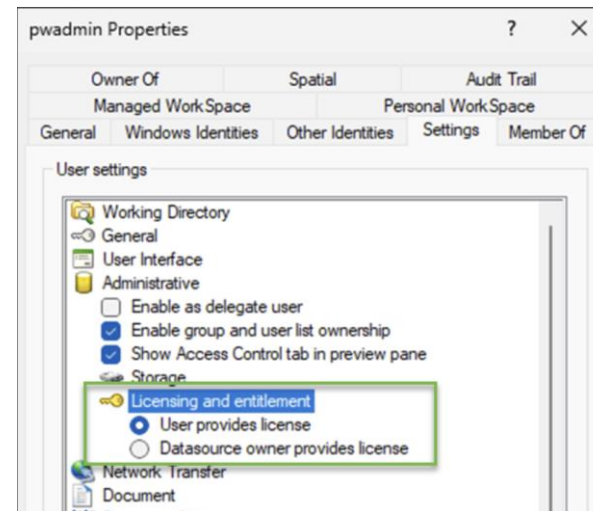 pwadmin Properties ? ×
Owner Of Spatial Audit Trail
Managed WorkSpace Personal WorkSpace
General Windows Identities Other Identities Settings Member Of
User settings
Working Directory
General
User Interface
Administrative
Enable as delegate user
Enable group and user list ownership
Show Access Control tab in preview pane
Storage
Licensing and entitlement
User provides license
Datasource owner provides license
Network Transfer
Document